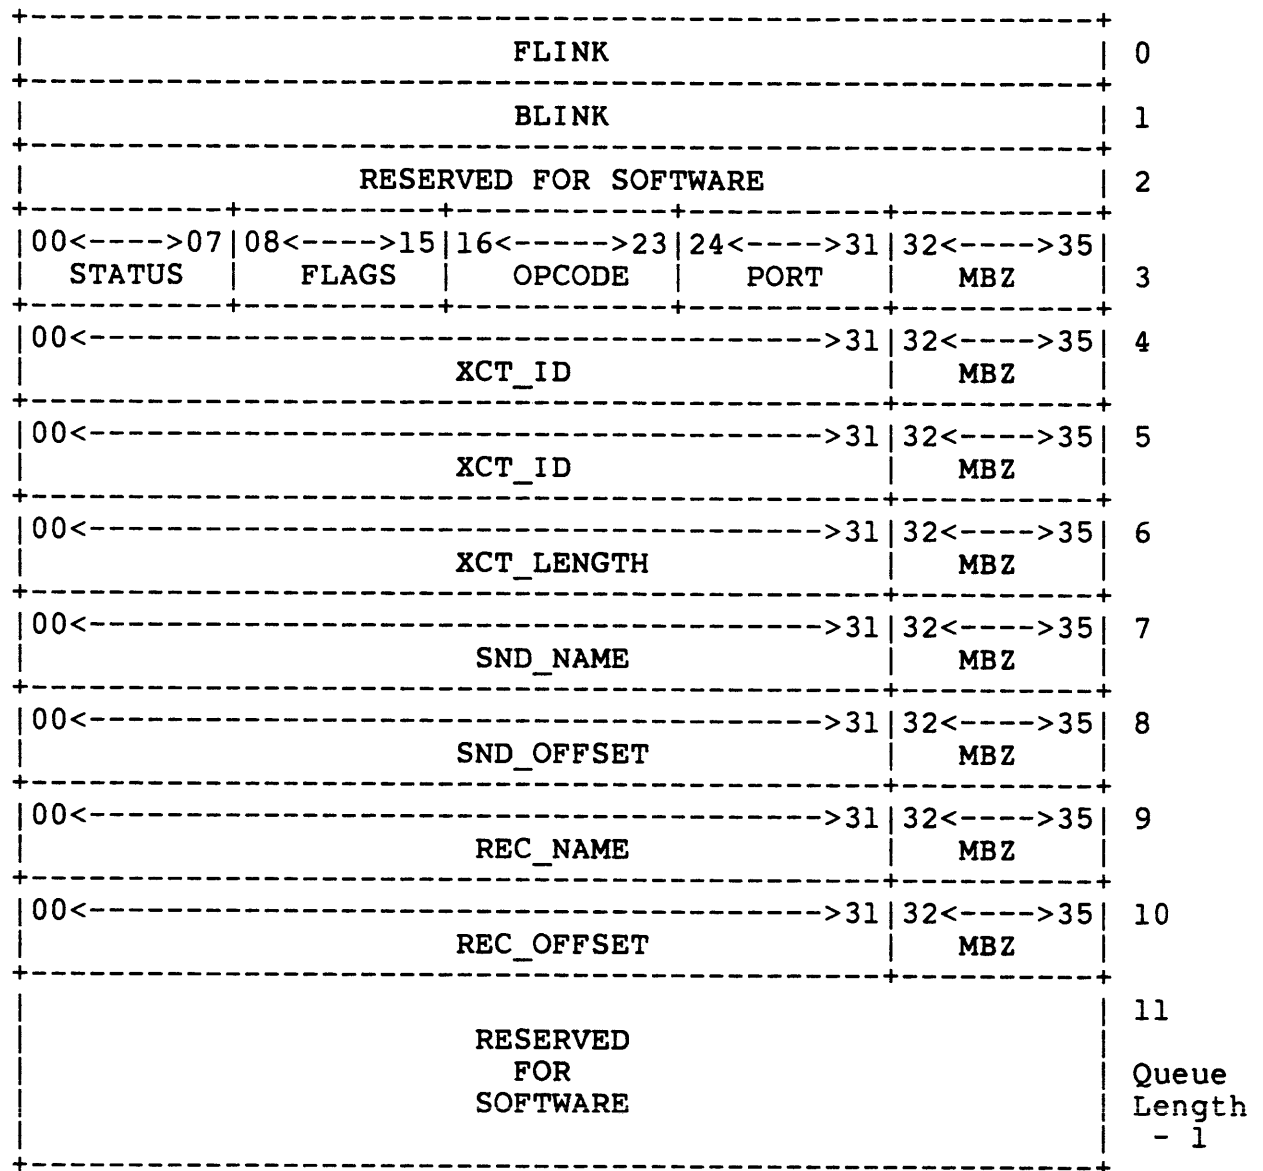 +-------------------------------------------------------+
| FLINK | 0
+-------------------------------------------------------+
| BLINK | 1
+-------------------------------------------------------+
| RESERVED FOR SOFTWARE | 2
+----------+----------+-----------+----------+----------+
|00<---->07|08<---->15|16<----->23|24<---->31|32<---->35|
| STATUS | FLAGS | OPCODE | PORT | MBZ | 3
+----------+----------+-----------+----------+----------+
|00<-------------------------------------->31|32<---->35| 4
| XCT_ID | MBZ |
+--------------------------------------------+----------+
|00<-------------------------------------->31|32<---->35| 5
| XCT_ID | MBZ |
+--------------------------------------------+----------+
|00<-------------------------------------->31|32<---->35| 6
| XCT_LENGTH | MBZ |
+--------------------------------------------+----------+
|00<-------------------------------------->31|32<---->35| 7
| SND_NAME | MBZ |
+--------------------------------------------+----------+
|00<-------------------------------------->31|32<---->35| 8
| SND_OFFSET | MBZ |
+--------------------------------------------+----------+
|00<-------------------------------------->31|32<---->35| 9
| REC_NAME | MBZ |
+--------------------------------------------+----------+
|00<-------------------------------------->31|32<---->35| 10
| REC_OFFSET | MBZ |
+--------------------------------------------+----------+
| | 11
| RESERVED |
| FOR | Queue
| SOFTWARE | Length
| | - 1
+-------------------------------------------------------+